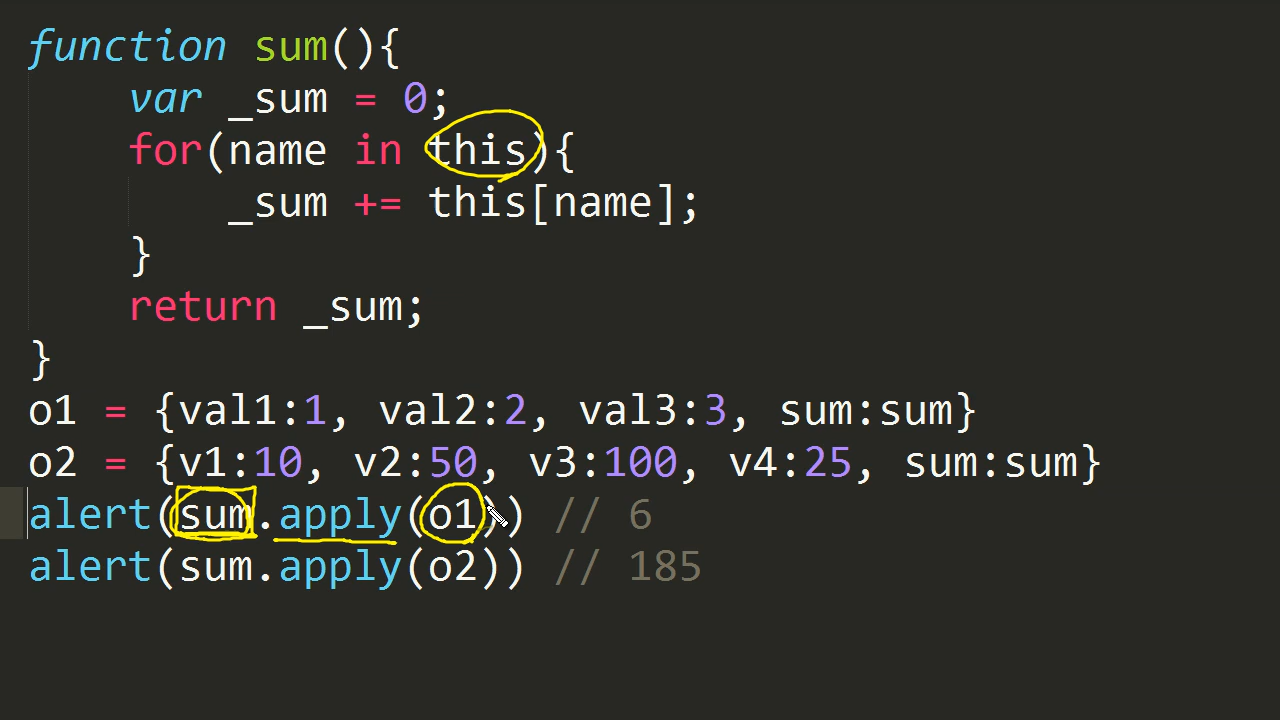 function sum(){
var _sum = 0;
for(name in this){
_sum += this[name];
}
return _sum;
}
o1 = {val1:1, val2:2, val3:3, sum:sum}
o2 = {v1:10, v2:50, v3:100, v4:25, sum:sum}
alert(sum.apply(o1)) // 6
alert(sum.apply(o2)) // 185